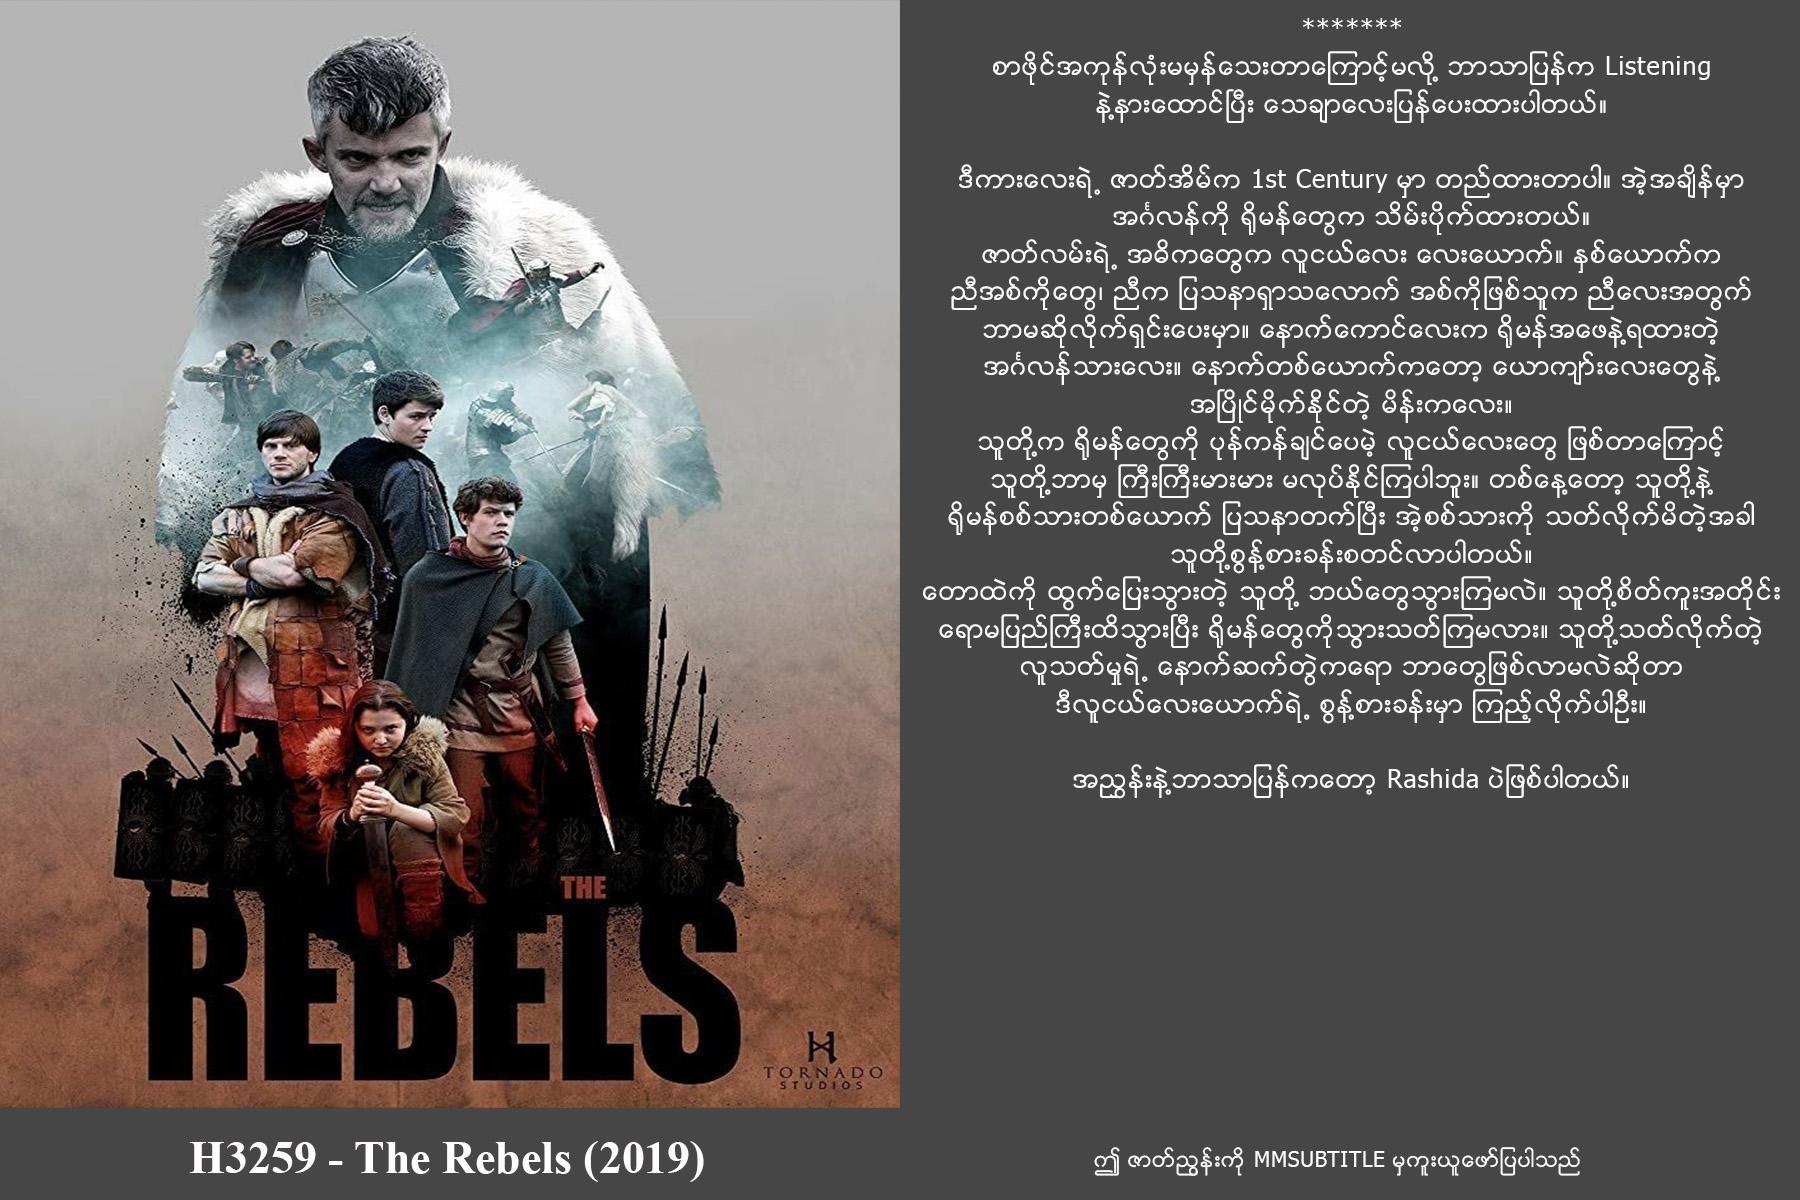 THE
REBELS
TORNADO
STUDIOS
H3259 - The Rebels (2019)
*******
စာဖိုင်အကုန်လုံးမမှန်သေးတာကြောင့်မလို့ ဘာသာပြန်က Listening
နဲ့နားထောင်ပြီး သေချာလေးပြန်ပေးထားပါတယ်။
ဒီကားလေးရဲ့ ဇာတ်အိမ်က 1st Century မှာ တည်ထားတာပါ။ အဲ့အချိန်မှာ
အင်္ဂလန်ကို ရိုမန်တွေက သိမ်းပိုက်ထားတယ်။
ဇာတ်လမ်းရဲ့ အဓိကတွေက လူငယ်လေး လေးယောက်။ နှစ်ယောက်က
ညီအစ်ကိုတွေ၊ ညီက ပြသနာရှာသလောက် အစ်ကိုဖြစ်သူက ညီလေးအတွက်
ဘာမဆိုလိုက်ရှင်းပေးမှာ။ နောက်ကောင်လေးက ရိုမန်အဖေနဲ့ရထားတဲ့
အင်္ဂလန်သားလေး။ နောက်တစ်ယောက်ကတော့ ယောကျာ်းလေးတွေနဲ့
အပြိုင်မိုက်နိုင်တဲ့ မိန်းကလေး။
သူတို့က ရိုမန်တွေကို ပုန်ကန်ချင်ပေမဲ့ လူငယ်လေးတွေ ဖြစ်တာကြောင့်
သူတို့ဘာမှ ကြီးကြီးမားမား မလုပ်နိုင်ကြပါဘူး။ တစ်နေ့တော့ သူတို့နဲ့
ရိုမန်စစ်သားတစ်ယောက် ပြသနာတက်ပြီး အဲ့စစ်သားကို သတ်လိုက်မိတဲ့အခါ
သူတို့စွန့်စားခန်းစတင်လာပါတယ်။
တောထဲကို ထွက်ပြေးသွားတဲ့ သူတို့ ဘယ်တွေသွားကြမလဲ။ သူတို့စိတ်ကူးအတိုင်း
ရောမပြည်ကြီးထိသွားပြီး ရိုမန်တွေကိုသွားသတ်ကြမလား။ သူတို့သတ်လိုက်တဲ့
လူသတ်မှုရဲ့ နောက်ဆက်တွဲကရော ဘာတွေဖြစ်လာမလဲဆိုတာ
ဒီလူငယ်လေးယောက်ရဲ့ စွန့်စားခန်းမှာ ကြည့်လိုက်ပါဦး။
အညွှန်းနဲ့ဘာသာပြန်ကတော့ Rashida ပဲဖြစ်ပါတယ်။
ဤ ဇာတ်ညွှန်းကို MMSUBTITLE မှကူးယူဖော်ပြပါသည်